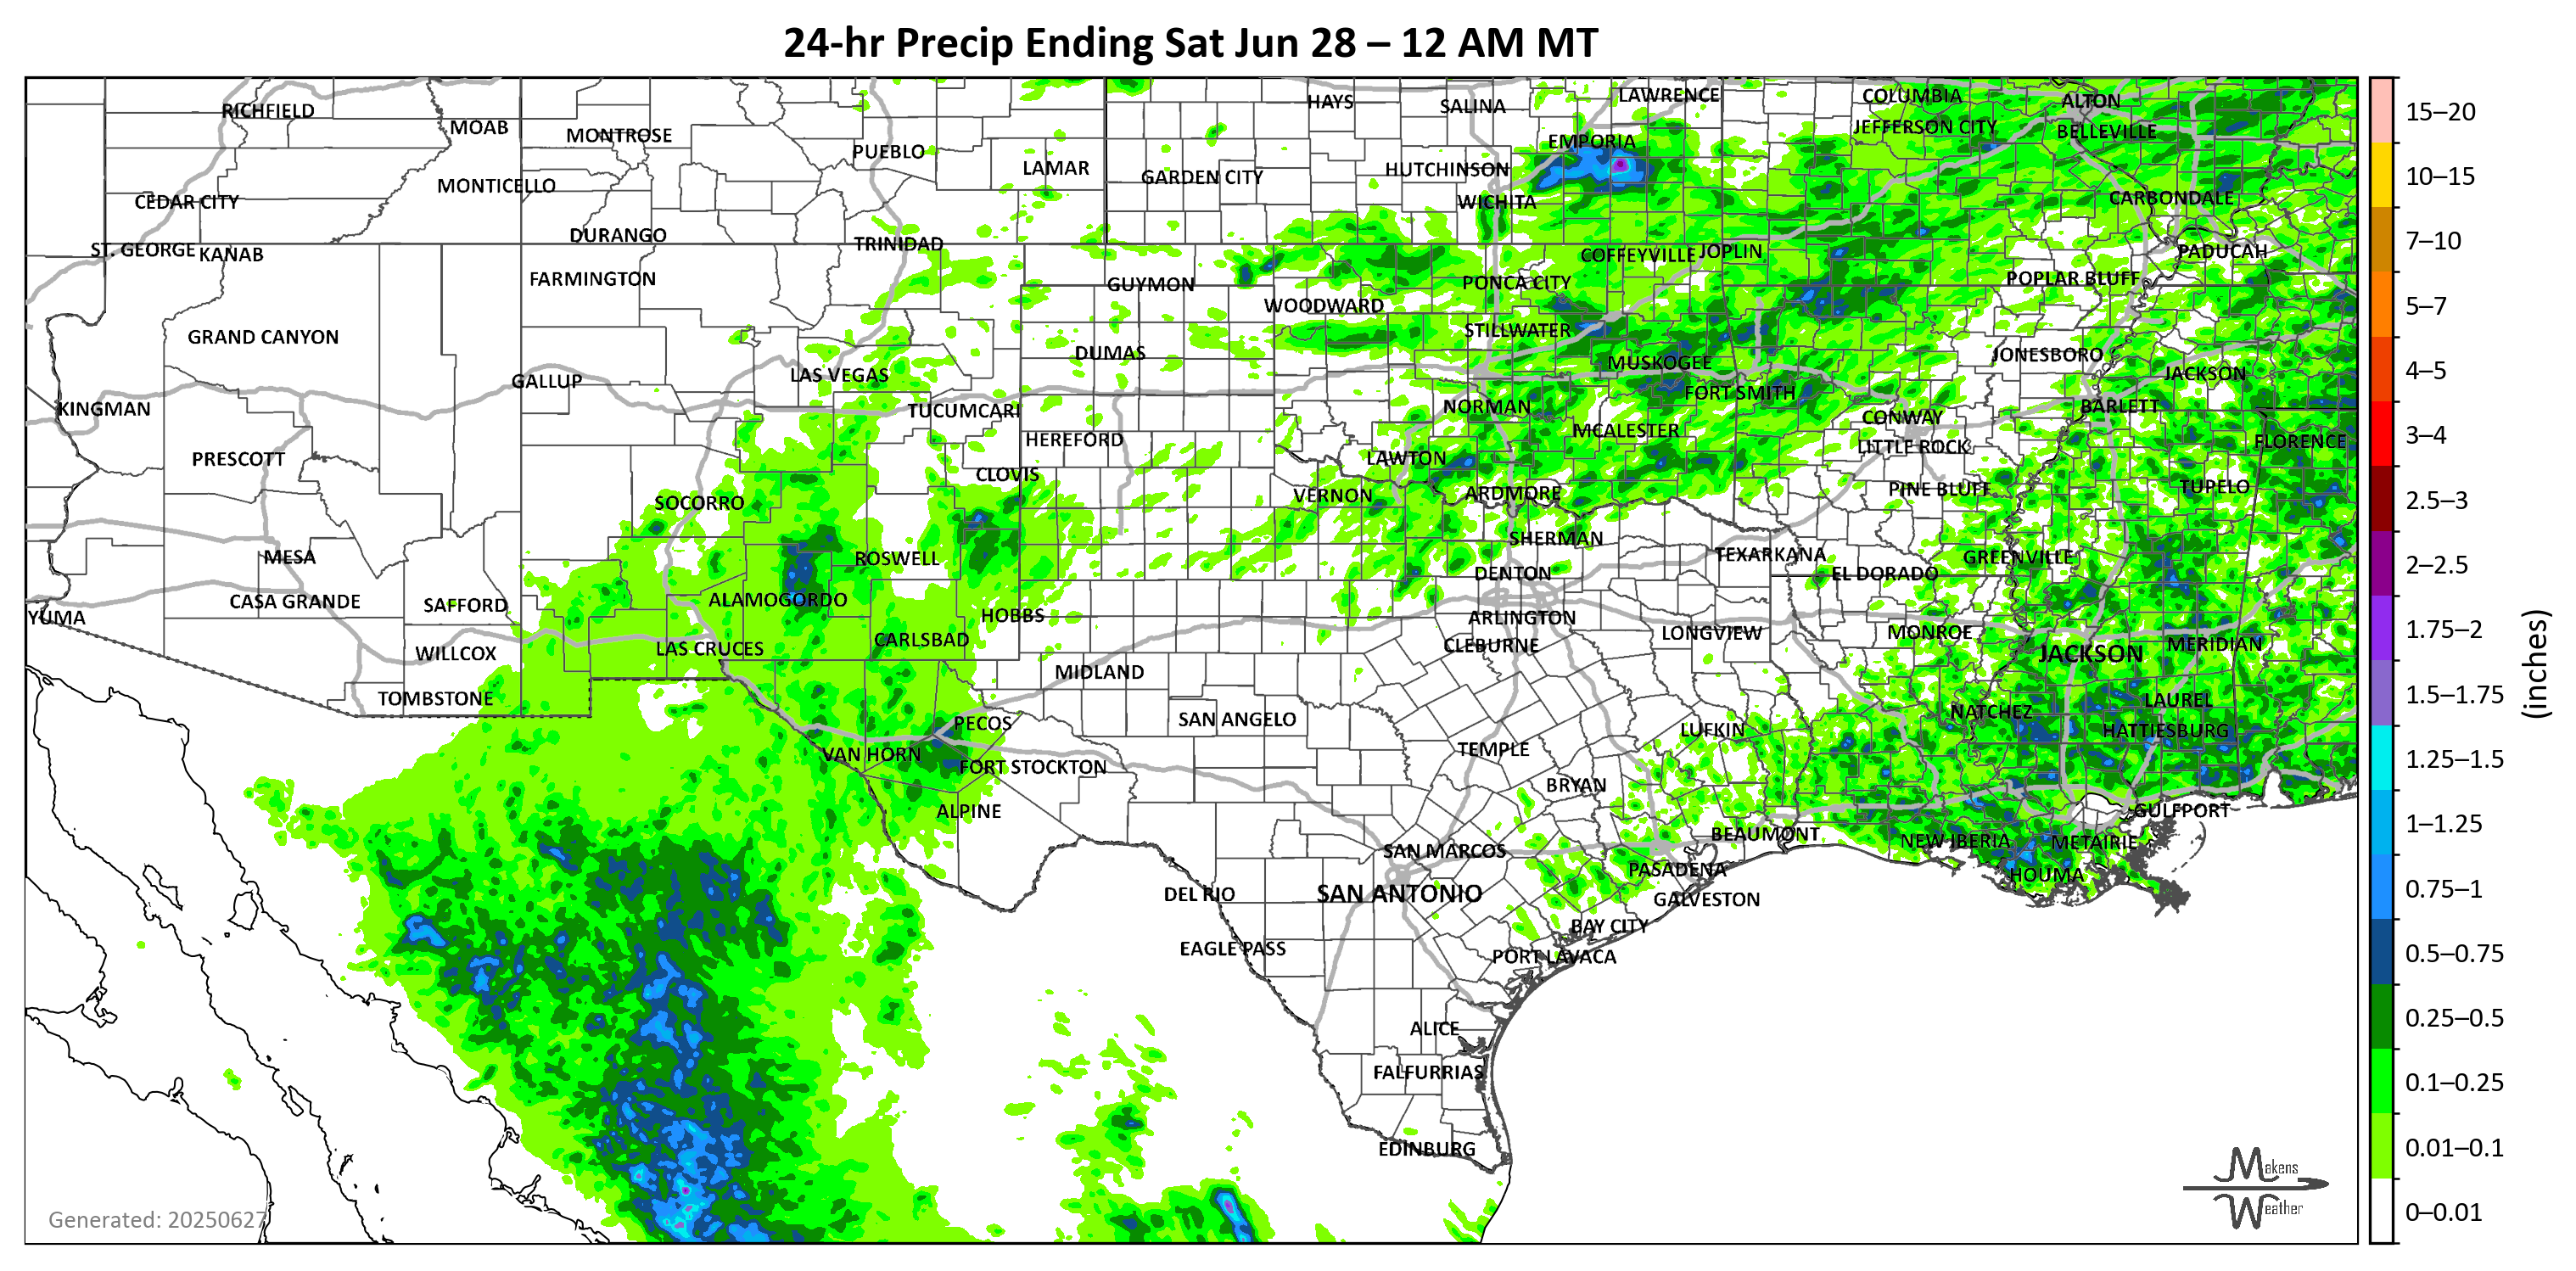 24-hr Precip Ending Sat Jun 28 – 12 AM MT
RICHFIELD
MOAB
MONTROSE
PUEBLO
LAMAR
HAYS
SALINA
LAWRENCE
COLUMBIA
ALTON
EMPORIA
JEFFERSON CITY
BELLEVILLE
MONTICELLO
GARDEN CITY
HUTCHINSON
CEDAR CITY
WICHITA
CARBONDALE
DURANGO
TRINIDAD
ST. GEORGE
KANAB
COFFEYVILLE
JOPLIN
PADUCAH
FARMINGTON
GUYMON
PONCA CITY
POPLAR BLUFF
WOODWARD
GRAND CANYON
STILLWATER
DUMAS
MUSKOGEE
JONESBORO
GALLUP
LAS VEGAS
FORT SMITH
JACKSON
KINGMAN
TUCUMCARI
NORMAN
BARLETT
CONWAY
HEREFORD
MCALESTER
LITTLE ROCK
FLORENCE
PRESCOTT
CLOVIS
LAWTON
SOCORRO
VERNON
ARDMORE
PINE BLUFF
TUPELO
MESA
ROSWELL
SHERMAN
TEXARKANA
GREENVILLE
DENTON
EL DORADO
YUMA
CASA GRANDE
SAFFORD
ALAMOGORDO
HOBBS
ARLINGTON
WILLCOX
LAS CRUCES
CARLSBAD
CLEBURNE
LONGVIEW
MONROE
JACKSON
MERIDIAN
TOMBSTONE
MIDLAND
PECOS
SAN ANGELO
LUFKIN
NATCHEZ
LAUREL
HATTIESBURG
VAN HORN
FORT STOCKTON
TEMPLE
BRYAN
ALPINE
GULFPORT
SAN MARCOS
BEAUMONT
NEW IBERIA
METAIRIE
DEL RIO
SAN ANTONIO
PASADENA
GALVESTON
HOUMA
EAGLE PASS
BAY CITY
PORT LAVACA
ALICE
FALFURRIAS
EDINBURG
Generated: 20250627
Makens
Weather
15–20
10–15
7–10
5–7
4–5
3–4
2.5–3
2–2.5
1.75–2
1.5–1.75
1.25–1.5
1–1.25
0.75–1
0.5–0.75
0.25–0.5
0.1–0.25
0.01–0.1
0–0.01
(inches)